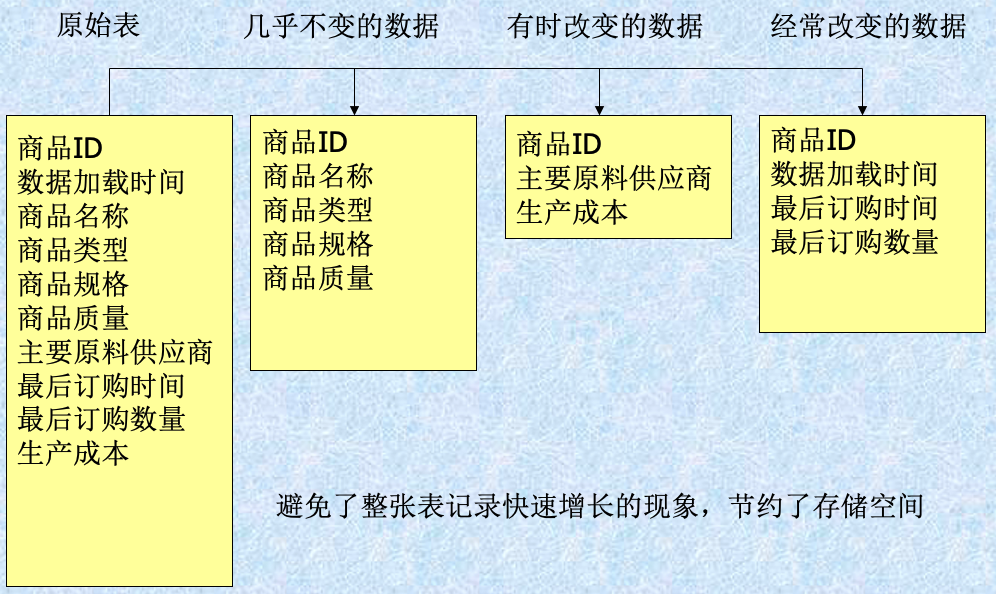 原始表
几乎不变的数据
有时改变的数据
经常改变的数据
商品ID
数据加载时间
商品名称
商品类型
商品规格
商品质量
主要原料供应商
最后订购时间
最后订购数量
生产成本
商品ID
商品名称
商品类型
商品规格
商品质量
商品ID
主要原料供应商
生产成本
商品ID
数据加载时间
最后订购时间
最后订购数量
避免了整张表记录快速增长的现象，节约了存储空间